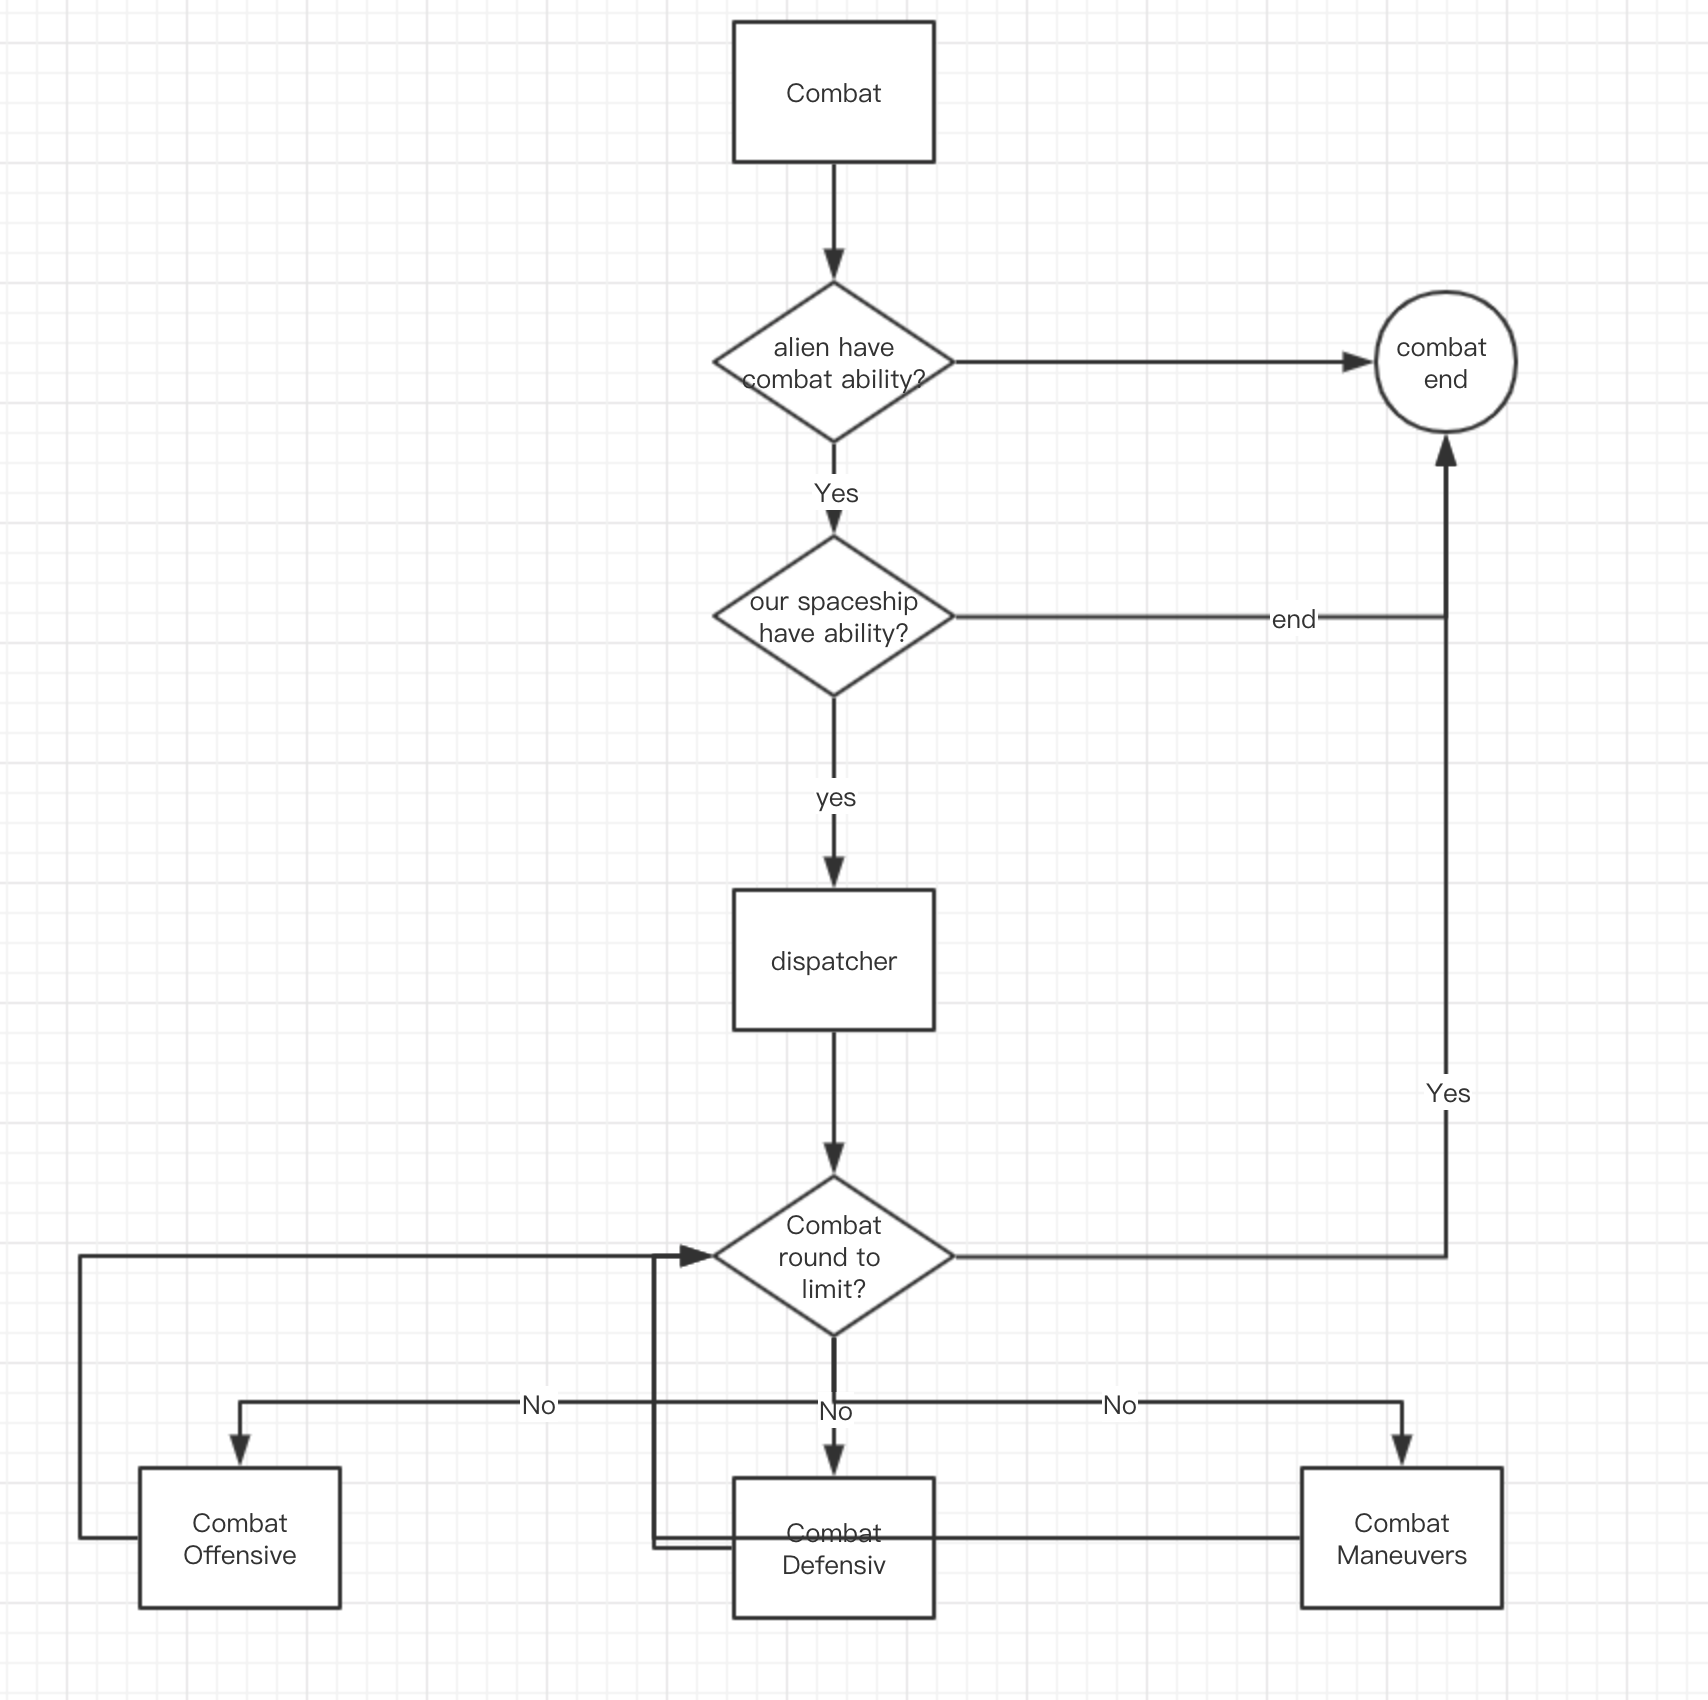 Combat
alien have
combat ability?
combat
end
Yes
our spaceship
have ability?
end
yes
dispatcher
Yes
Combat
round to
limit?
No
No
No
Combat
Offensive
Combat
Defensiv
Combat
Maneuvers